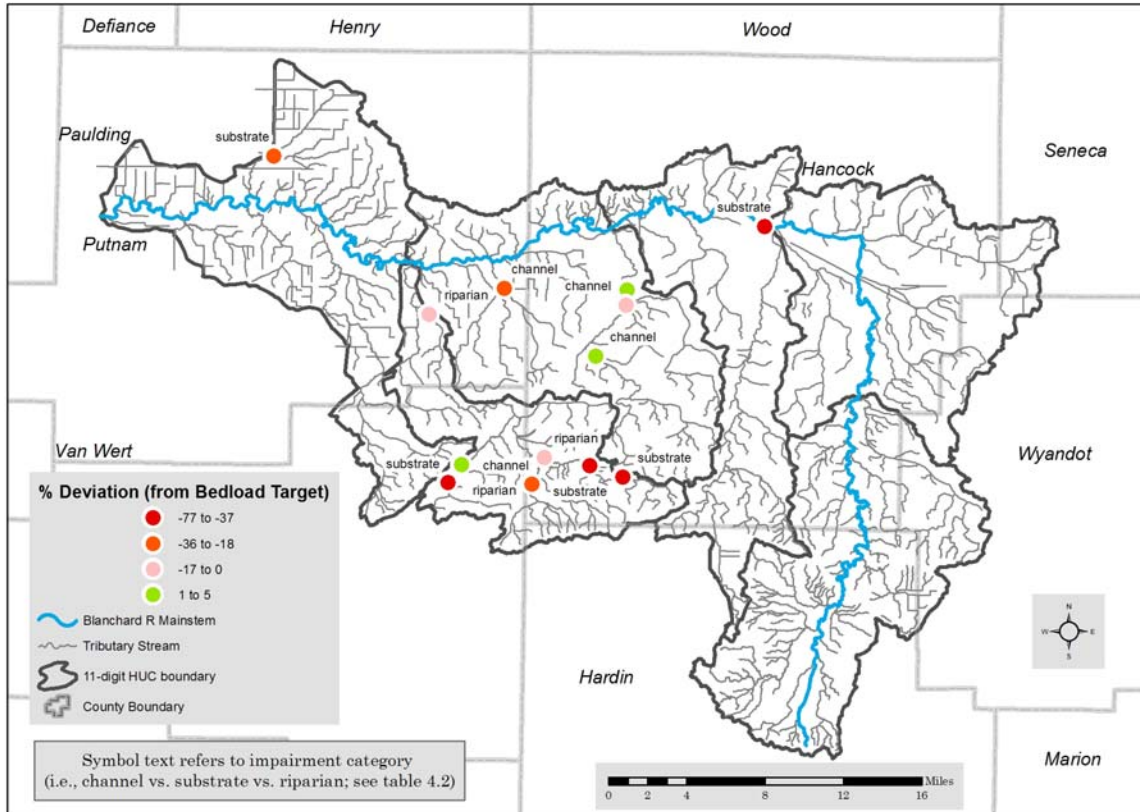 Defiance
Henry
Wood
Paulding
substrate
Seneca
Hancock
substrate
Putnam
channel
riparian
channel
channel
Van Wert
riparian
Wyandot
substrate
channel
substrate
riparian
substrate
% Deviation (from Bedload Target)
-77 to -37
-36 to -18
-17 to 0
1 to 5
Blanchard R Mainstem
Tributary Stream
11-digit HUC boundary
County Boundary
N
W
E
S
Hardin
Symbol text refers to impairment category
(i.e., channel vs. substrate vs. riparian; see table 4.2)
Marion
Miles
0 2 4 8 12 16